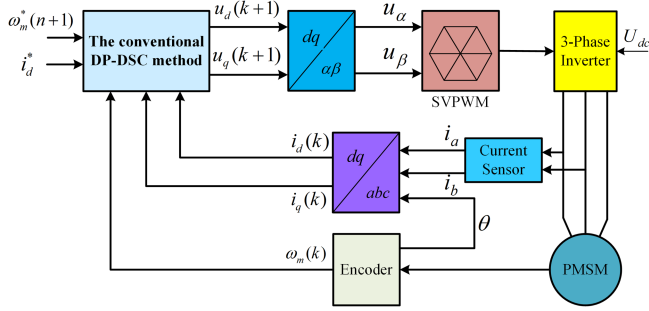 ω*m(n+1)
i*d
The conventional
DP-DSC method
ud(k+1)
uq(k+1)
dq
αβ
uα
uβ
SVPWM
3-Phase
Inverter
Udc
id(k)
iq(k)
dq
abc
ia
ib
Current
Sensor
θ
ωm(k)
Encoder
PMSM